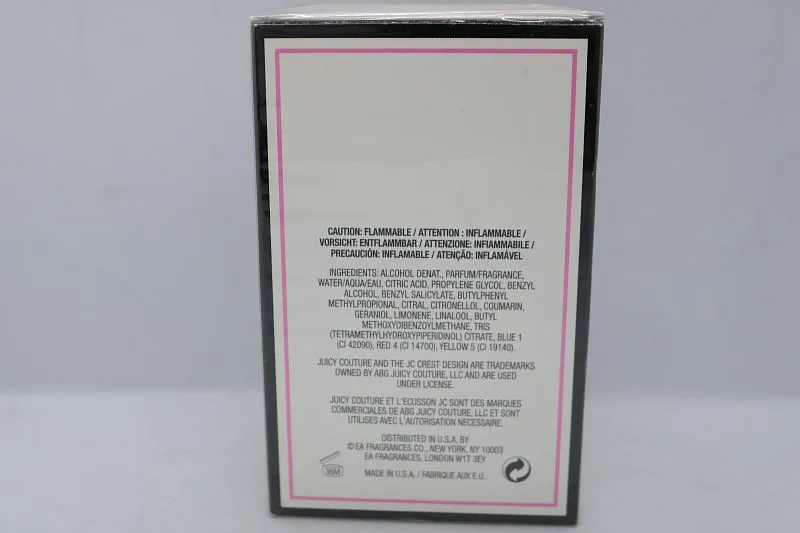 CAUTION: FLAMMABLE / ATTENTION : INFLAMMABLE /
VORSICHT: ENTFLAMMBAR / ATTENZIONE: INFIAMMABILE /
PRECAUCIÓN: INFLAMABLE / ATENÇÃO: INFLAMÁVEL
INGREDIENTS: ALCOHOL DENAT., PARFUM/FRAGRANCE,
WATER/AQUA/EAU, CITRIC ACID, PROPYLENE GLYCOL, BENZYL
ALCOHOL, BENZYL SALICYLATE, BUTYLPHENYL
METHYLPROPIONAL, CITRAL, CITRONELLOL, COUMARIN,
GERANIOL, LIMONENE, LINALOOL, BUTYL
METHOXYDIBENZOYLMETHANE, TRIS
(TETRAMETHYLHYDROXYPIPERIDINOL) CITRATE, BLUE 1
(CI 42090), RED 4 (CI 14700), YELLOW 5 (CI 19140).
JUICY COUTURE AND THE JC CREST DESIGN ARE TRADEMARKS
OWNED BY ABG JUICY COUTURE, LLC AND ARE USED
UNDER LICENSE.
JUICY COUTURE ET L'ECUSSON JC SONT DES MARQUES
COMMERCIALES DE ABG JUICY COUTURE, LLC ET SONT
UTILISES AVEC L'AUTORISATION NECESSAIRE.
DISTRIBUTED IN U.S.A. BY
© EA FRAGRANCES CO., NEW YORK, NY 10003
EA FRAGRANCES, LONDON W1T 3EY
36M
MADE IN U.S.A. / FABRIQUE AUX E.U.